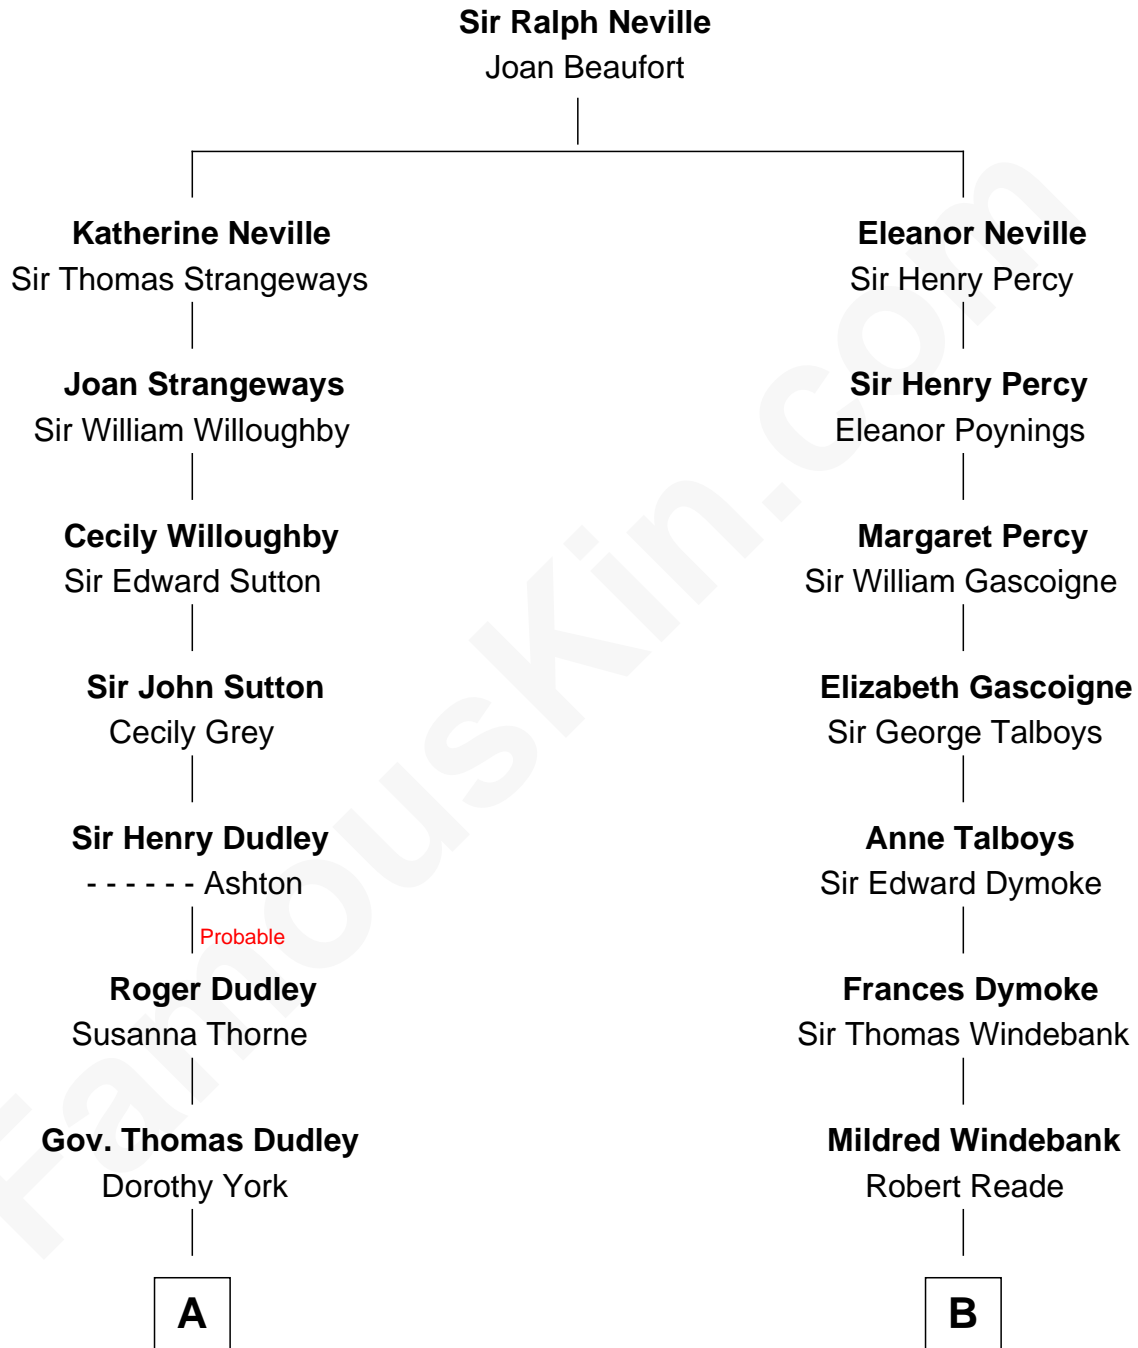 Sir Ralph Neville
Joan Beaufort
Katherine Neville
Sir Thomas Strangeways
Eleanor Neville
Sir Henry Percy
Joan Strangeways
Sir William Willoughby
Sir Henry Percy
Eleanor Poynings
Cecily Willoughby
Sir Edward Sutton
Margaret Percy
Sir William Gascoigne
Sir John Sutton
Cecily Grey
Elizabeth Gascoigne
Sir George Talboys
Sir Henry Dudley
- - - - - - Ashton
Probable
Anne Talboys
Sir Edward Dymoke
Roger Dudley
Susanna Thorne
Frances Dymoke
Sir Thomas Windebank
Gov. Thomas Dudley
Dorothy York
Mildred Windebank
Robert Reade
A
B
FamousKin.com